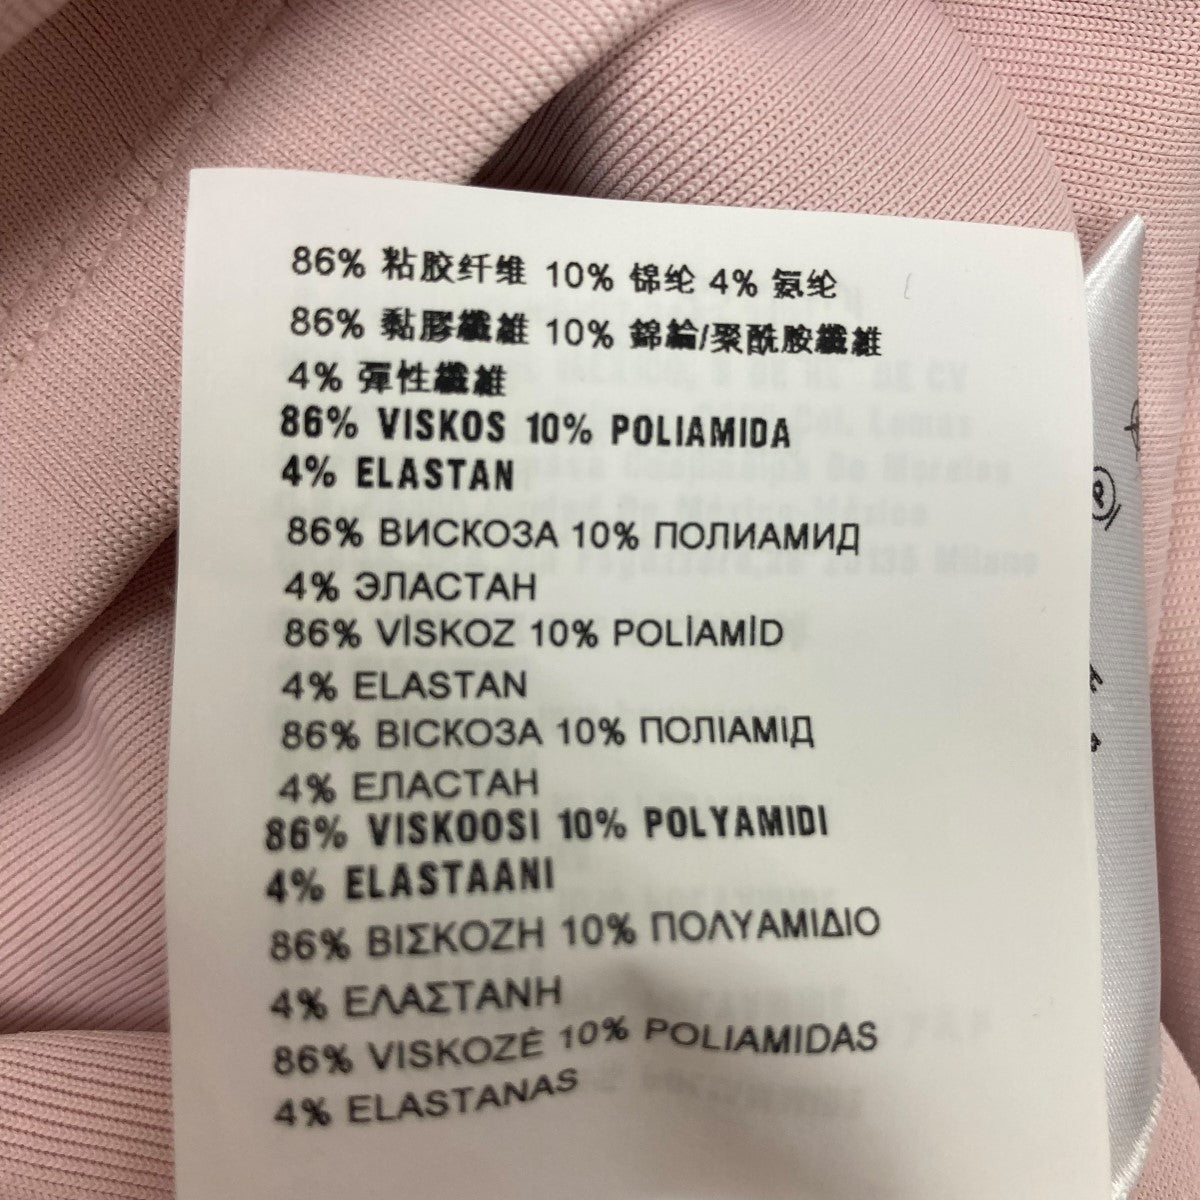 86% 粘胶纤维 10% 锦纶 4% 氨纶
86% 黏膠纖維 10% 錦綸/聚酰胺纖維
4% 彈性纖維
86% VISKOS 10% POLIAMIDA
4% ELASTAN
86% ВИСКОЗА 10% ПОЛИАМИД
4% ЭЛАСТАН
86% VİSKOZ 10% POLİAMİD
4% ELASTAN
86% ВІСКОЗА 10% ПОЛІАМІД
4% ЕЛАСТАН
86% VISKOOSI 10% POLYAMIDI
4% ELASTAANI
86% ΒΙΣΚΟΖΗ 10% ΠΟΛΥΑΜΙΔΙΟ
4% ΕΛΑΣΤΑΝΗ
86% VISKOZĖ 10% POLIAMIDAS
4% ELASTANAS